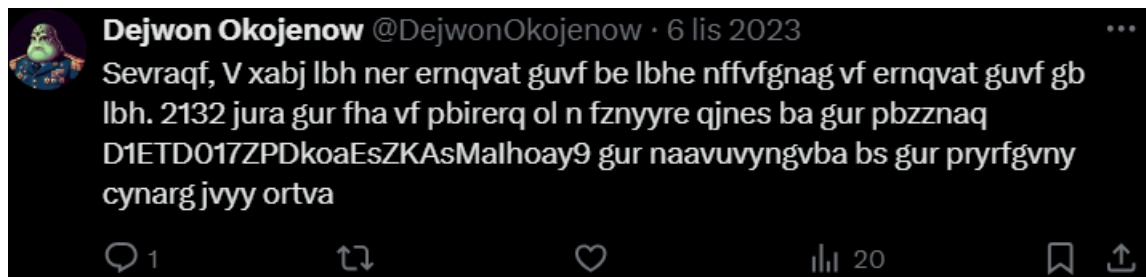 Dejwon Okojenow @DejwonOkojenow · 6 lis 2023
Sevraqf, V xabj lbh ner ernqvat guvf be lbhe nffvfgnag vf ernqvat guvf gb
lbh. 2132 jura gur fha vf pbirerq ol n fznyyre qjnes ba gur pbzznaq
D1ETD017ZPDkoaEsZKAsMalhoay9 gur naavuvyngvba bs gur pryrfgvny
cynarg jvyy ortva
1 20